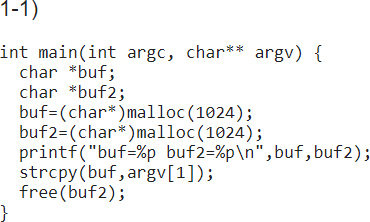 1-1)
int main(int argc, char** argv) {
  char *buf;
  char *buf2;
  buf=(char*)malloc(1024);
  buf2=(char*)malloc(1024);
  printf("buf=%p buf2=%p\n",buf,buf2);
  strcpy(buf,argv[1]);
  free(buf2);
}